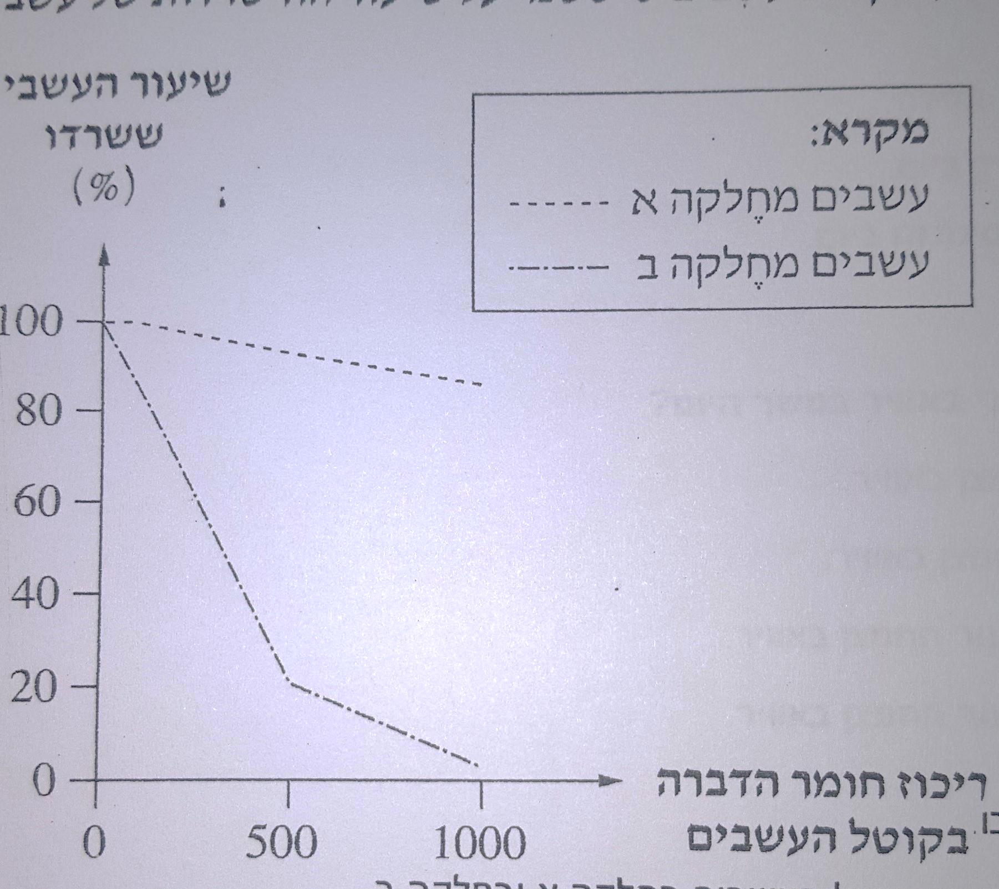 שיעור העשבי
ששרדו
(%)
מקרא:
עשבים מחֶלקה א
עשבים מחֶלקה ב
100
80
60
40
20
0
0 500 1000
ריכוז חומר הדברה
בקוטל העשבים